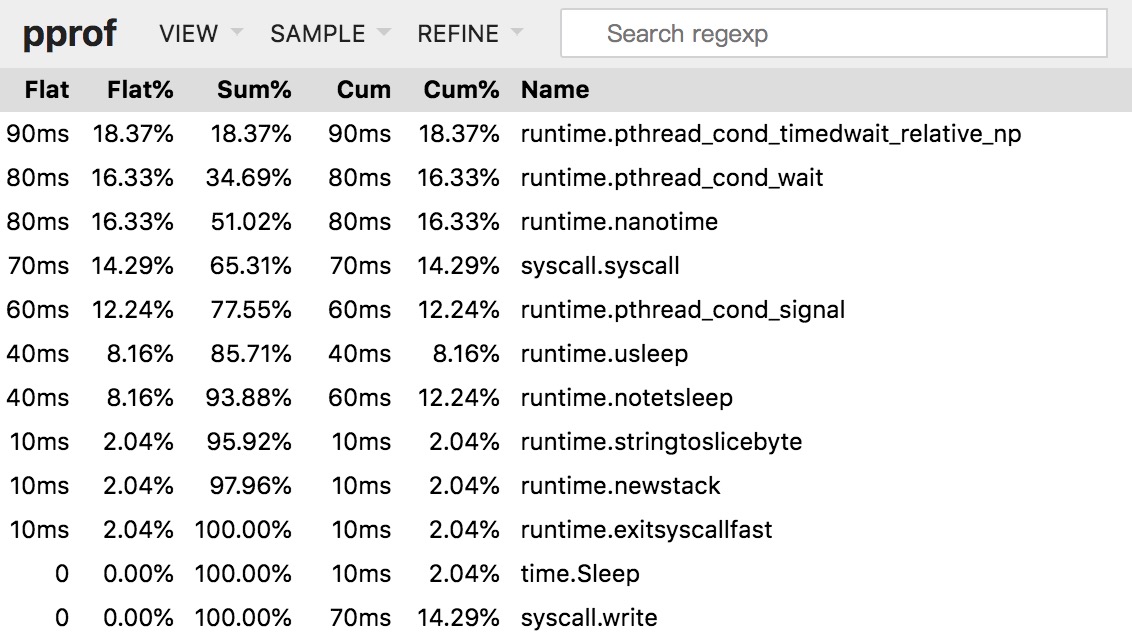 pprof VIEW SAMPLE REFINE Search regexp
Flat Flat% Sum% Cum Cum% Name
90ms 18.37% 18.37% 90ms 18.37% runtime.pthread_cond_timedwait_relative_np
80ms 16.33% 34.69% 80ms 16.33% runtime.pthread_cond_wait
80ms 16.33% 51.02% 80ms 16.33% runtime.nanotime
70ms 14.29% 65.31% 70ms 14.29% syscall.syscall
60ms 12.24% 77.55% 60ms 12.24% runtime.pthread_cond_signal
40ms 8.16% 85.71% 40ms 8.16% runtime.usleep
40ms 8.16% 93.88% 60ms 12.24% runtime.notetsleep
10ms 2.04% 95.92% 10ms 2.04% runtime.stringtoslicebyte
10ms 2.04% 97.96% 10ms 2.04% runtime.newstack
10ms 2.04% 100.00% 10ms 2.04% runtime.exitsyscallfast
0 0.00% 100.00% 10ms 2.04% time.Sleep
0 0.00% 100.00% 70ms 14.29% syscall.write